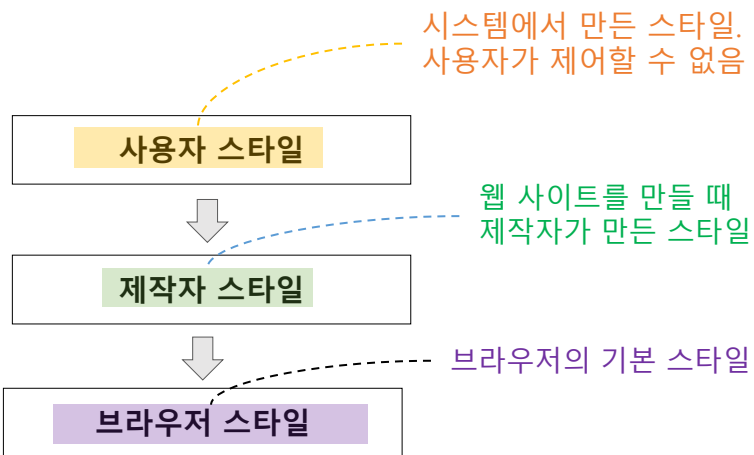 시스템에서 만든 스타일.
사용자가 제어할 수 없음
사용자 스타일
웹 사이트를 만들 때
제작자가 만든 스타일
제작자 스타일
브라우저의 기본 스타일
브라우저 스타일